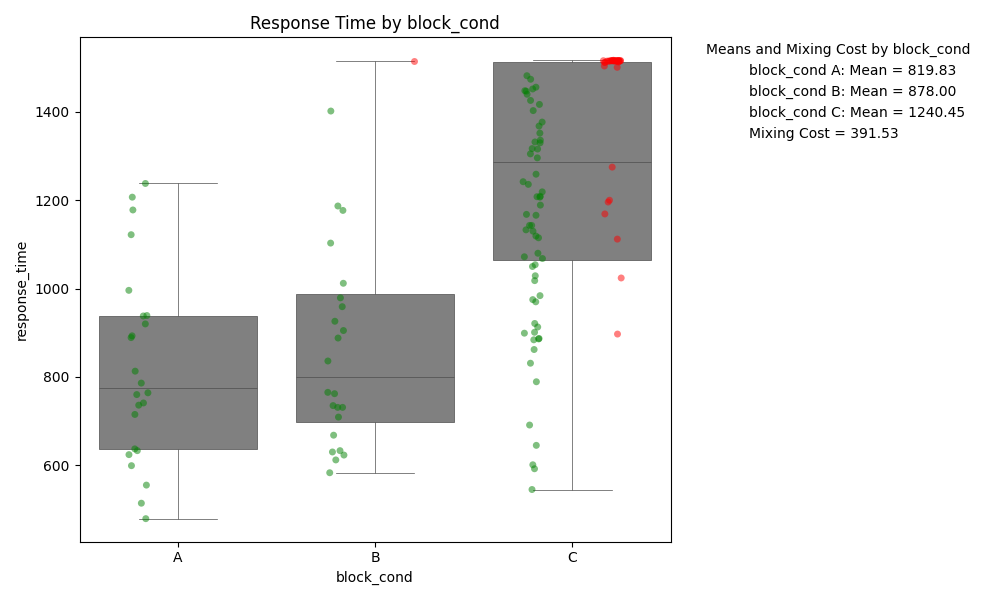 Response Time by block_cond
Means and Mixing Cost by block_cond
block_cond A: Mean = 819.83
block_cond B: Mean = 878.00
block_cond C: Mean = 1240.45
Mixing Cost = 391.53
response_time
1400
1200
1000
800
600
A
B
C
block_cond